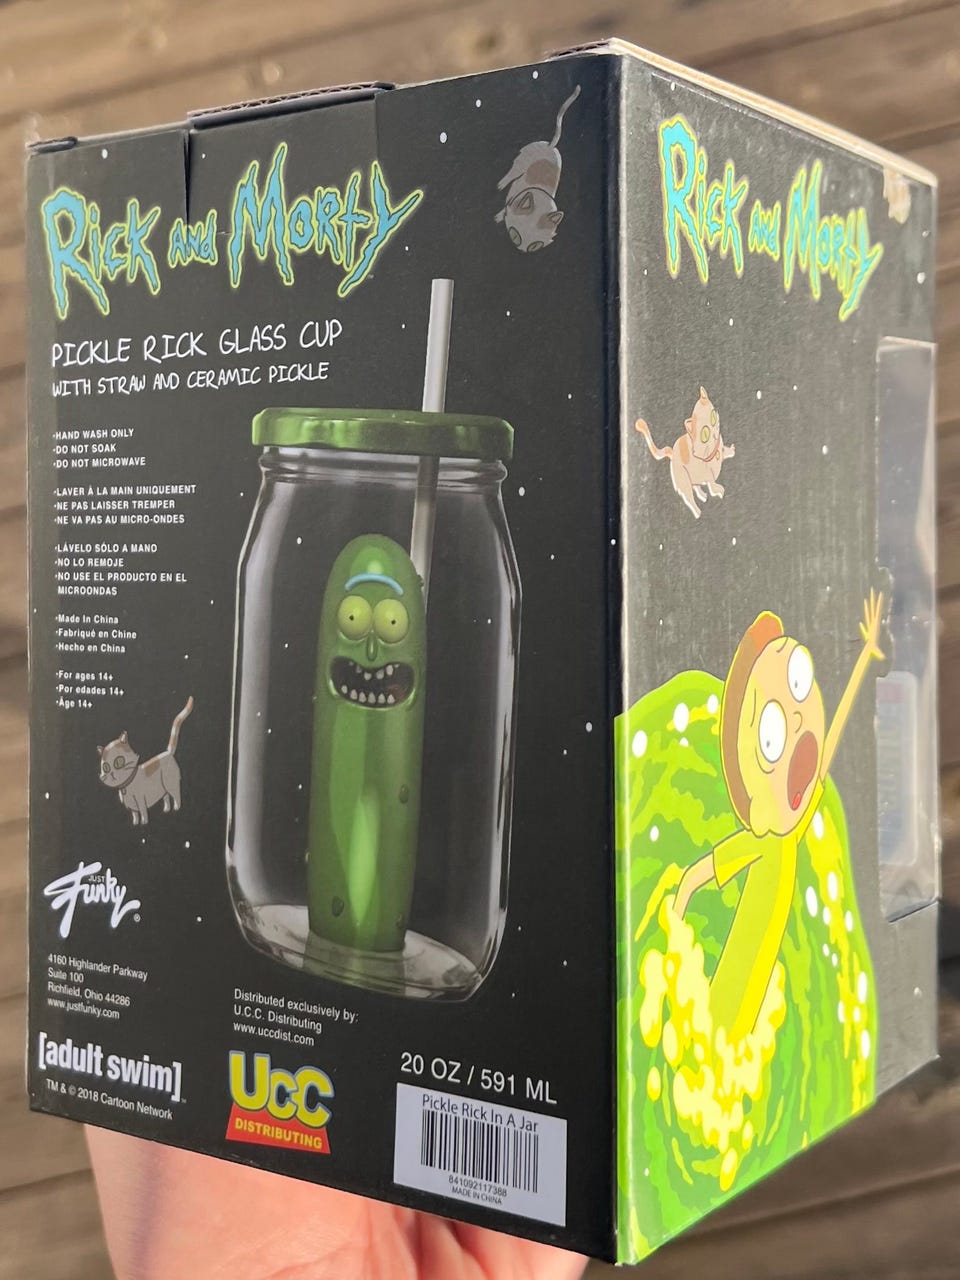 Rick and Morty
PICKLE RICK GLASS CUP
WITH STRAW AND CERAMIC PICKLE
·HAND WASH ONLY
·DO NOT SOAK
·DO NOT MICROWAVE
·LAVER À LA MAIN UNIQUEMENT
·NE PAS LAISSER TREMPER
·NE VA PAS AU MICRO-ONDES
·LÁVELO SÓLO A MANO
·NO LO REMOJE
·NO USE EL PRODUCTO EN EL
MICROONDAS
·Made In China
·Fabriqué en Chine
·Hecho en China
·For ages 14+
·Por edades 14+
·Âge 14+
JUST
Funky®
4160 Highlander Parkway
Suite 100
Richfield, Ohio 44286
www.justfunky.com
[adult swim]™
TM & © 2018 Cartoon Network
Distributed exclusively by:
U.C.C. Distributing
www.uccdist.com
UCC
DISTRIBUTING
20 OZ / 591 ML
Pickle Rick In A Jar
841092117388
MADE IN CHINA
Rick and Morty